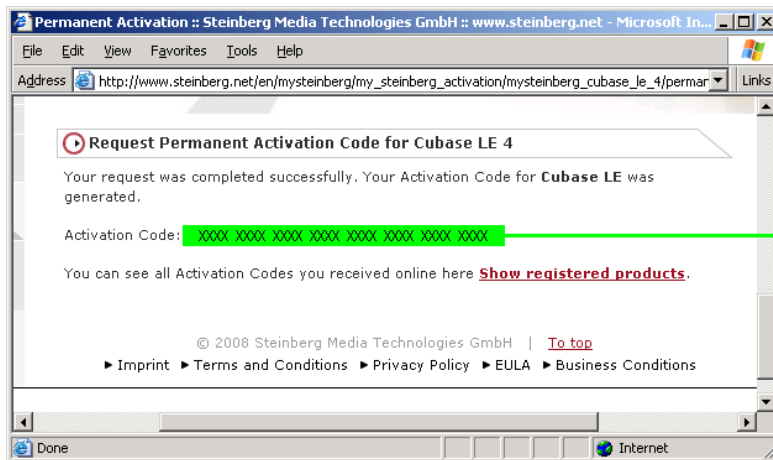 Permanent Activation :: Steinberg Media Technologies GmbH :: www.steinberg.net - Microsoft In...
File Edit View Favorites Tools Help
Address http://www.steinberg.net/en/mysteinberg/my_steinberg_activation/mysteinberg_cubase_le_4/permar Links
Request Permanent Activation Code for Cubase LE 4
Your request was completed successfully. Your Activation Code for Cubase LE was
generated.
Activation Code: XXXX XXXX XXXX XXXX XXXX XXXX XXXX XXXX
You can see all Activation Codes you received online here Show registered products.
© 2008 Steinberg Media Technologies GmbH | To top
Imprint Terms and Conditions Privacy Policy EULA Business Conditions
Done Internet